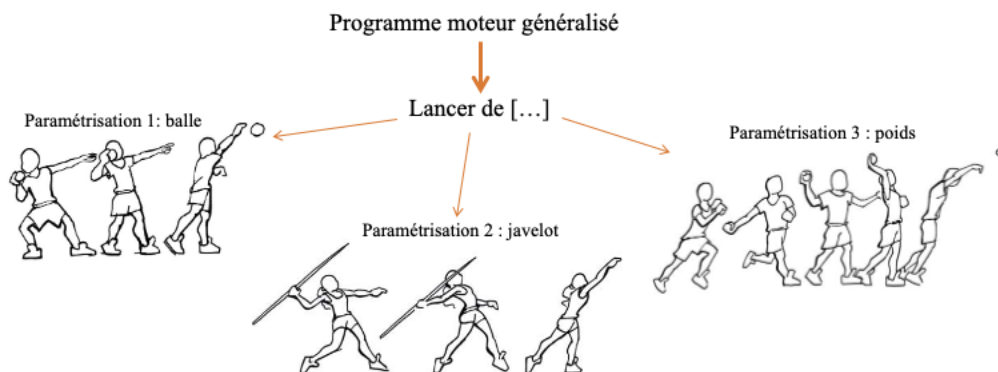 Programme moteur généralisé
Lancer de […]
Paramétrisation 1: balle
Paramétrisation 3 : poids
Paramétrisation 2 : javelot